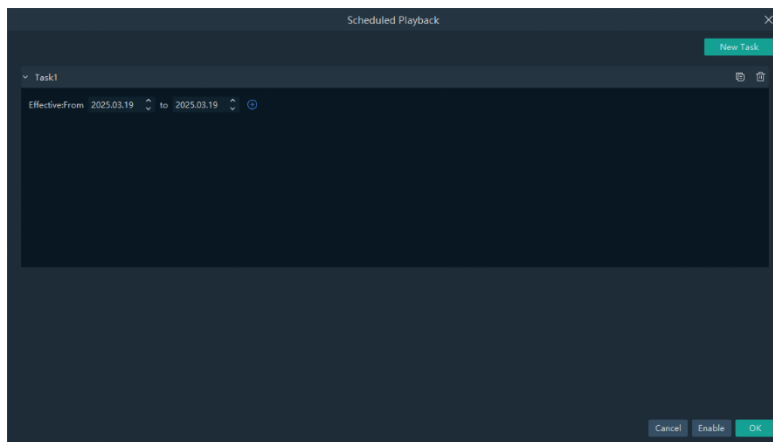 Scheduled Playback
New Task
Task1
Effective:From 2025.03.19 to 2025.03.19
Cancel Enable OK